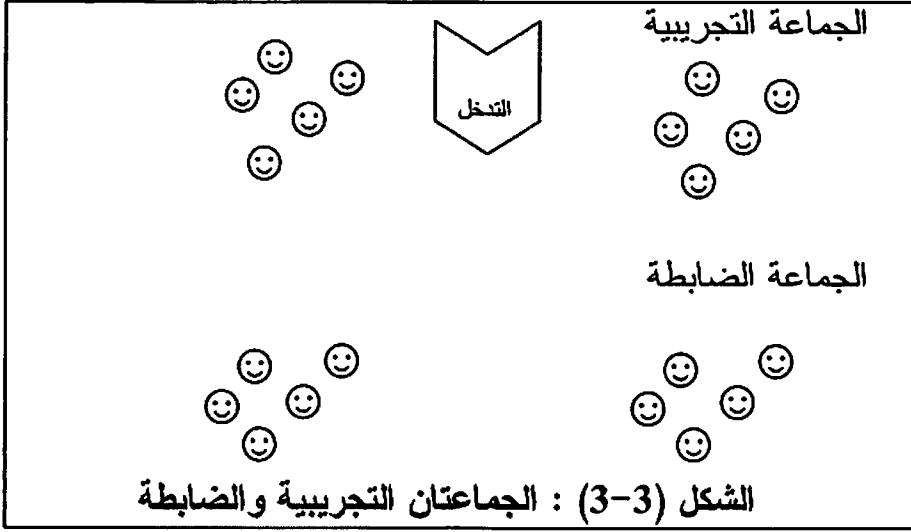 الجماعة التجريبية
التدخل
الجماعة الضابطة
الشكل (3-3) : الجماعتان التجريبية والضابطة